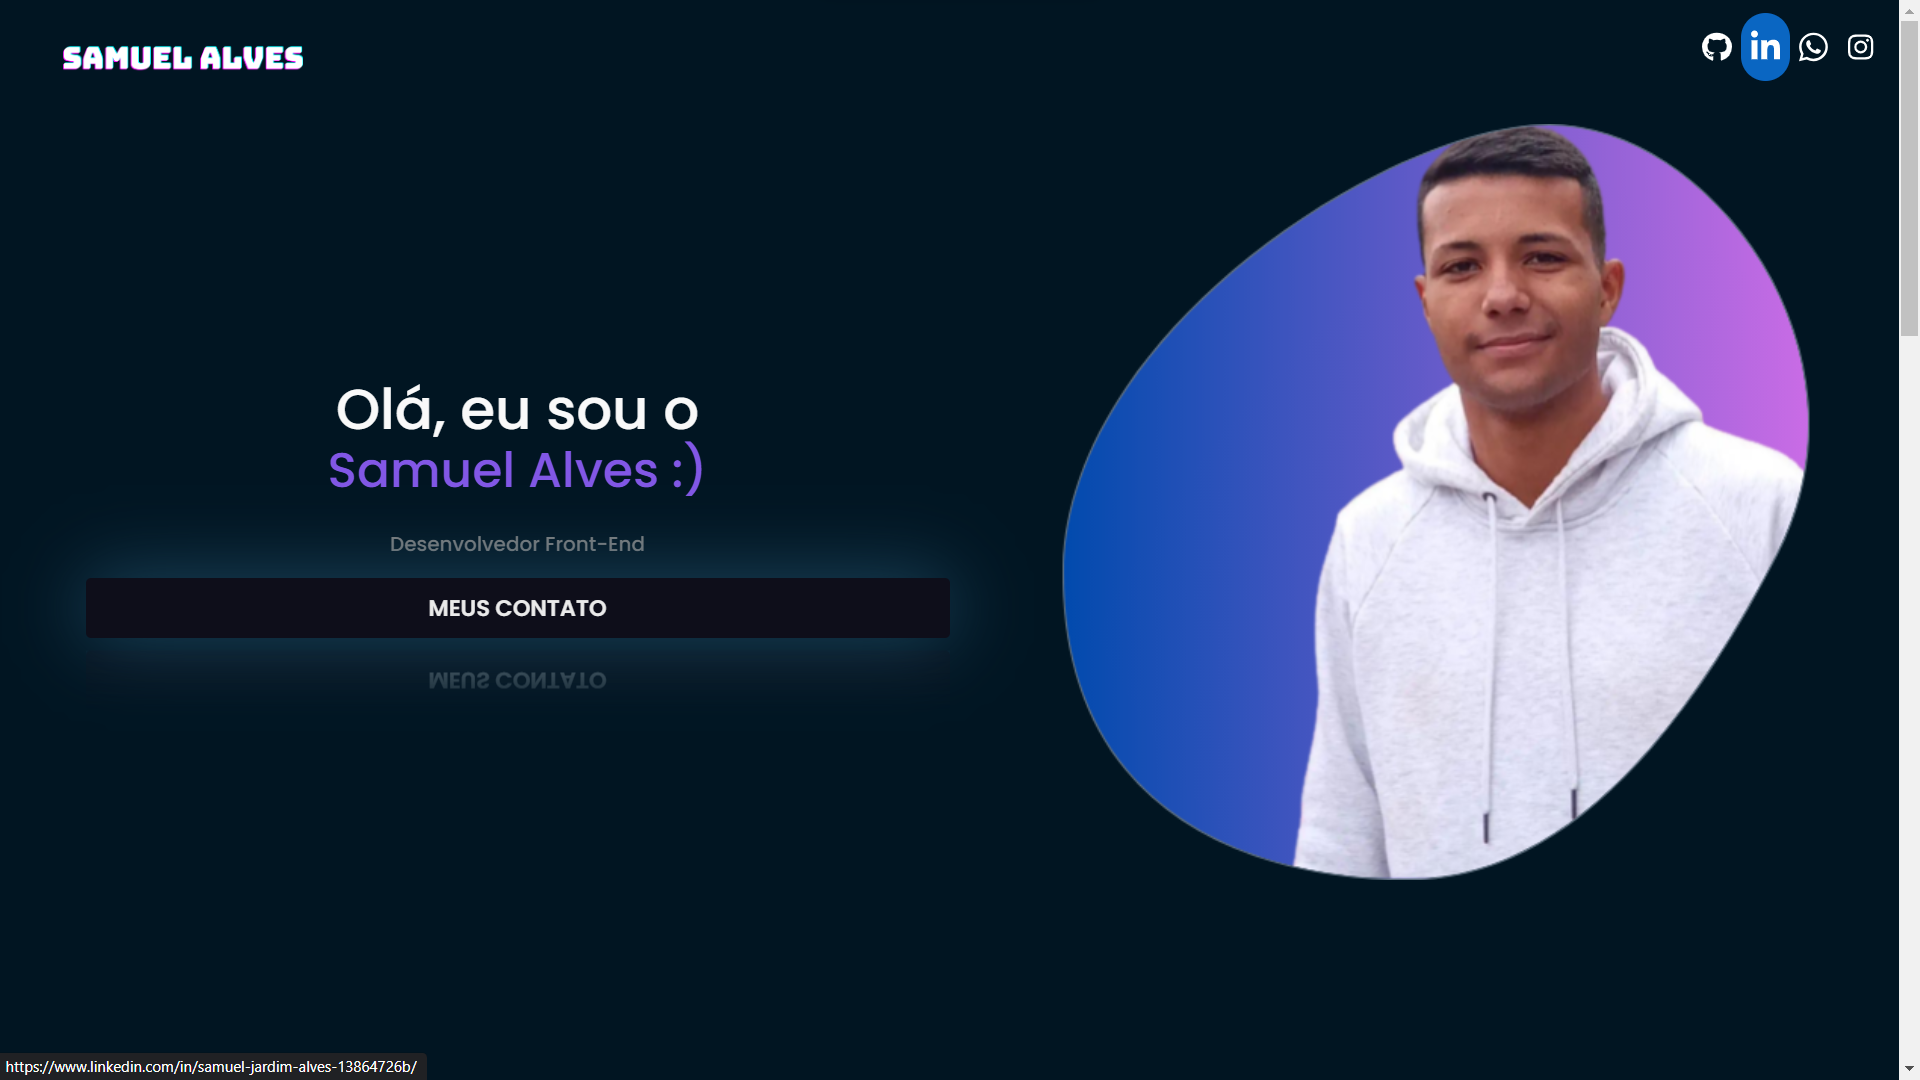 SAMUEL ALVES
in
Olá, eu sou o
Samuel Alves :)
Desenvolvedor Front-End
MEUS CONTATO
MEUS CONTATO
https://www.linkedin.com/in/samuel-jardim-alves-13864726b/